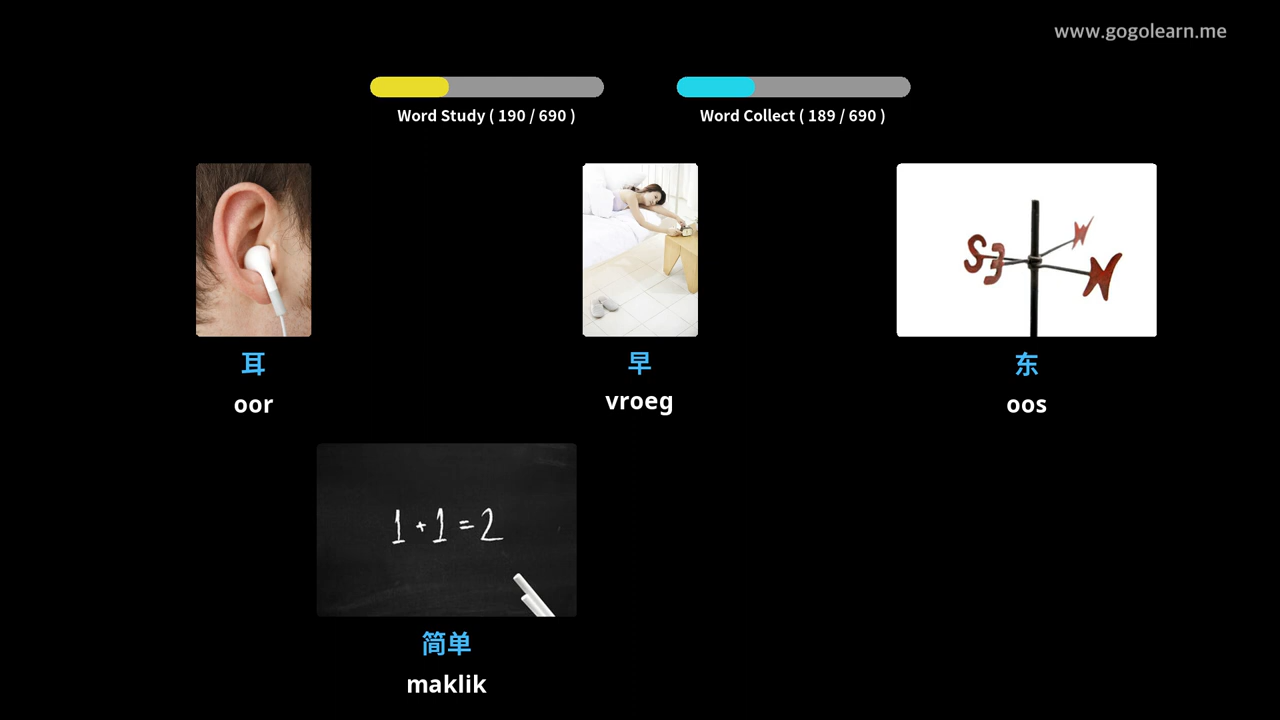 www.gogolearn.me
Word Study ( 190 / 690 )
Word Collect ( 189 / 690 )
S
E
N
W
耳
早
东
oor
vroeg
oos
1 + 1 = 2
简单
maklik